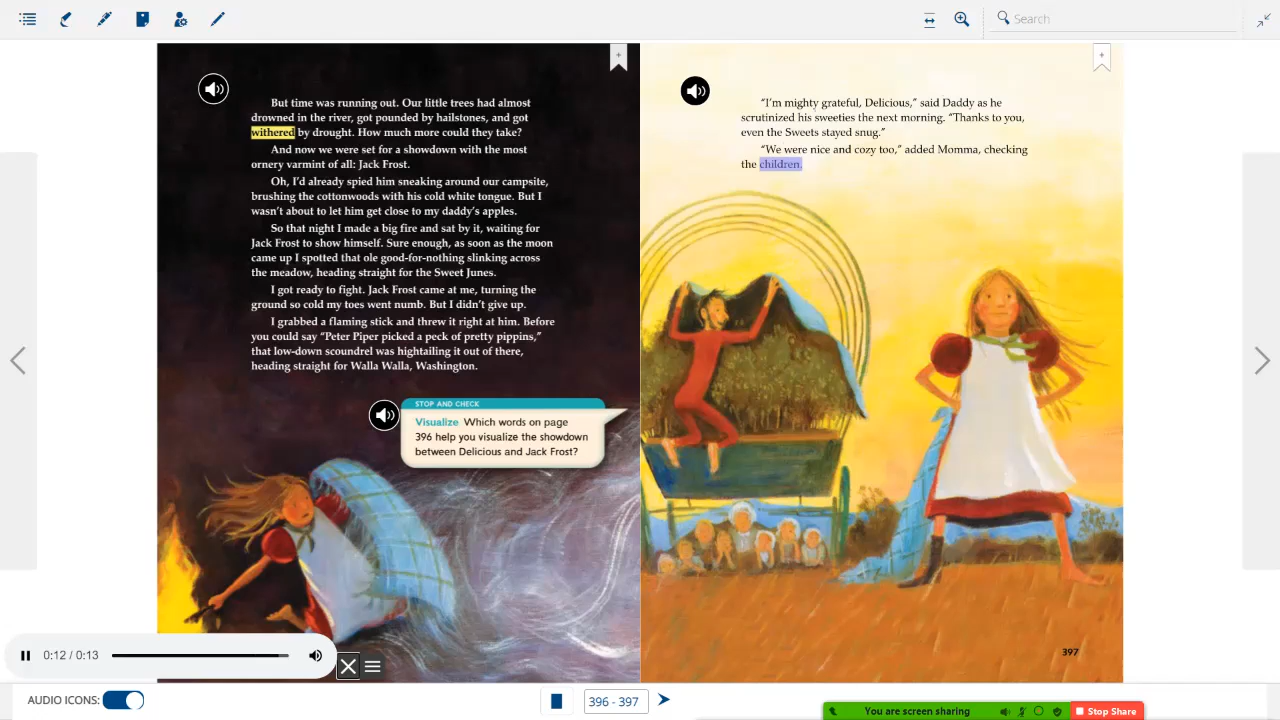 Search
But time was running out. Our little trees had almost
drowned in the river, got pounded by hailstones, and got
withered by drought. How much more could they take?
And now we were set for a showdown with the most
ornery varmint of all: Jack Frost.
Oh, I'd already spied him sneaking around our campsite,
brushing the cottonwoods with his cold white tongue. But I
wasn't about to let him get close to my daddy's apples.
So that night I made a big fire and sat by it, waiting for
Jack Frost to show himself. Sure enough, as soon as the moon
came up I spotted that ole good-for-nothing slinking across
the meadow, heading straight for the Sweet Junes.
I got ready to fight. Jack Frost came at me, turning the
ground so cold my toes went numb. But I didn't give up.
I grabbed a flaming stick and threw it right at him. Before
you could say “Peter Piper picked a peck of pretty pippins,”
that low-down scoundrel was hightailing it out of there,
heading straight for Walla Walla, Washington.
STOP AND CHECK
Visualize Which words on page
396 help you visualize the showdown
between Delicious and Jack Frost?
“I'm mighty grateful, Delicious,” said Daddy as he
scrutinized his sweeties the next morning. “Thanks to you,
even the Sweets stayed snug.”
“We were nice and cozy too,” added Momma, checking
the children.
397
0:12 / 0:13
AUDIO ICONS:
396 - 397
You are screen sharing
Stop Share